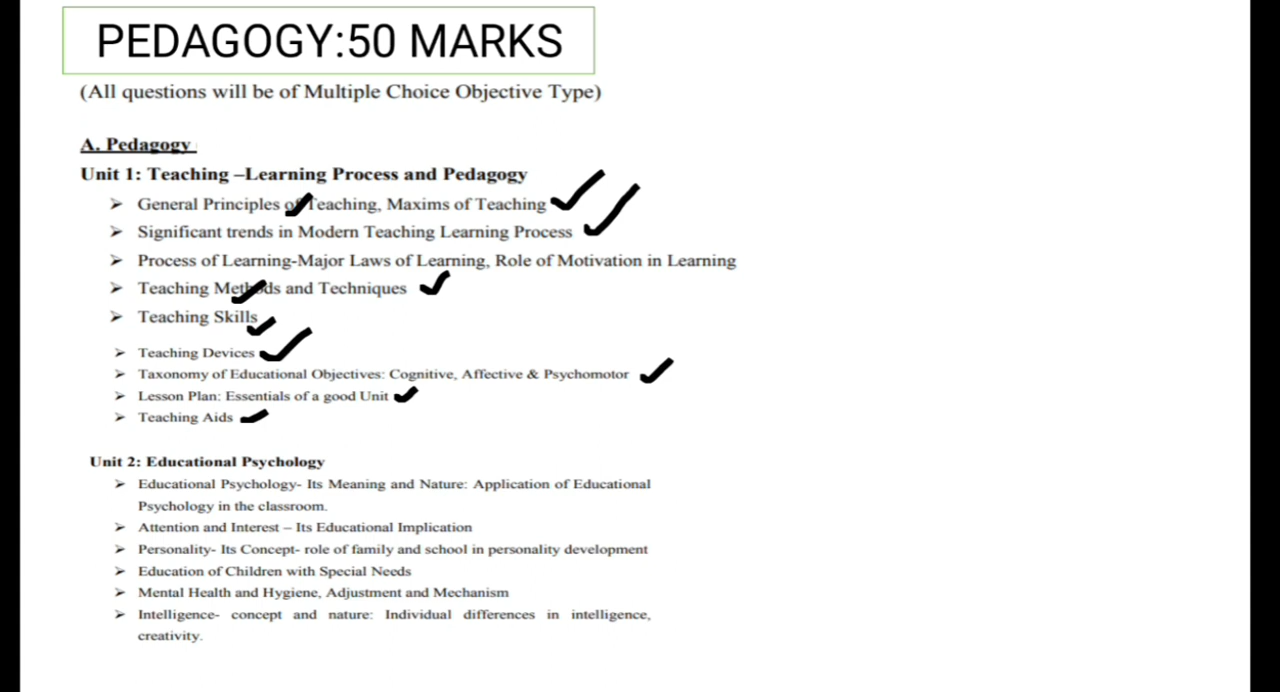 PEDAGOGY:50 MARKS
(All questions will be of Multiple Choice Objective Type)
A. Pedagogy
Unit 1: Teaching –Learning Process and Pedagogy
➢ General Principles of Teaching, Maxims of Teaching
➢ Significant trends in Modern Teaching Learning Process
➢ Process of Learning-Major Laws of Learning, Role of Motivation in Learning
➢ Teaching Methods and Techniques
➢ Teaching Skills
➢ Teaching Devices
➢ Taxonomy of Educational Objectives: Cognitive, Affective & Psychomotor
➢ Lesson Plan: Essentials of a good Unit
➢ Teaching Aids
Unit 2: Educational Psychology
➢ Educational Psychology- Its Meaning and Nature: Application of Educational
Psychology in the classroom.
➢ Attention and Interest – Its Educational Implication
➢ Personality- Its Concept- role of family and school in personality development
➢ Education of Children with Special Needs
➢ Mental Health and Hygiene, Adjustment and Mechanism
➢ Intelligence- concept and nature: Individual differences in intelligence,
creativity.